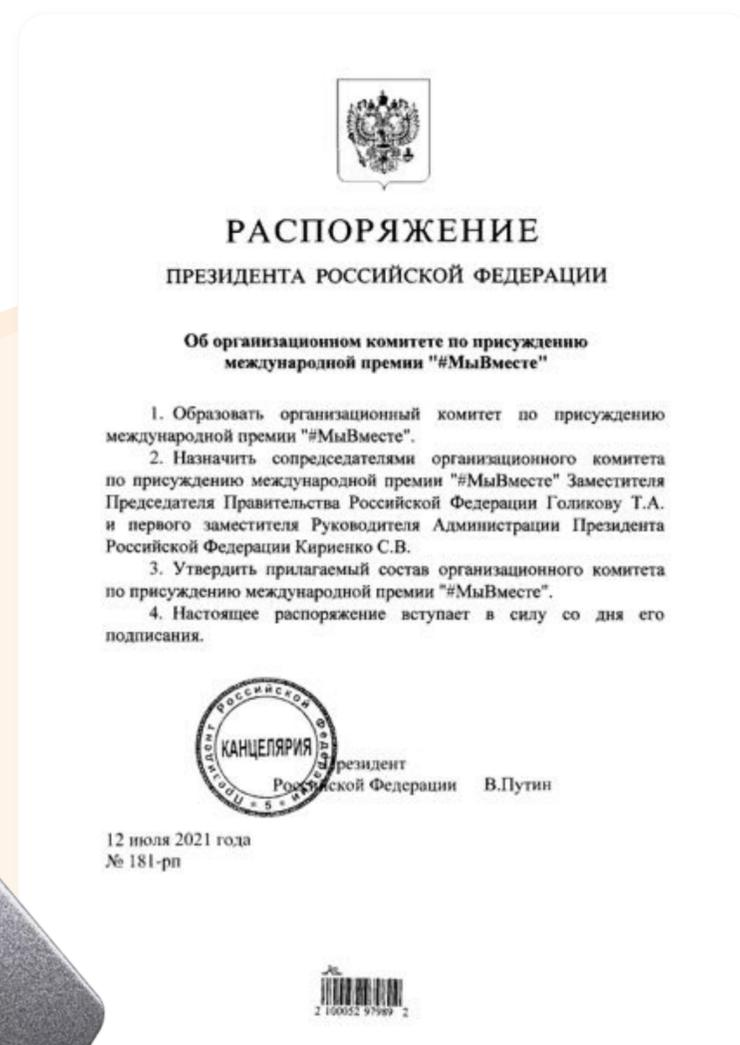 РАСПОРЯЖЕНИЕ
ПРЕЗИДЕНТА РОССИЙСКОЙ ФЕДЕРАЦИИ
Об организационном комитете по присуждению
международной премии "#МыВместе"
1. Образовать организационный комитет по присуждению
международной премии "#МыВместе".
2. Назначить сопредседателями организационного комитета
по присуждению международной премии "#МыВместе" Заместителя
Председателя Правительства Российской Федерации Голикову Т.А.
и первого заместителя Руководителя Администрации Президента
Российской Федерации Кириенко С.В.
3. Утвердить прилагаемый состав организационного комитета
по присуждению международной премии "#МыВместе".
4. Настоящее распоряжение вступает в силу со дня его
подписания.
Президент Российской Федерации * 5 *
КАНЦЕЛЯРИЯ
Президент
Российской Федерации В.Путин
12 июля 2021 года
№ 181-рп
2 100052 97989 2